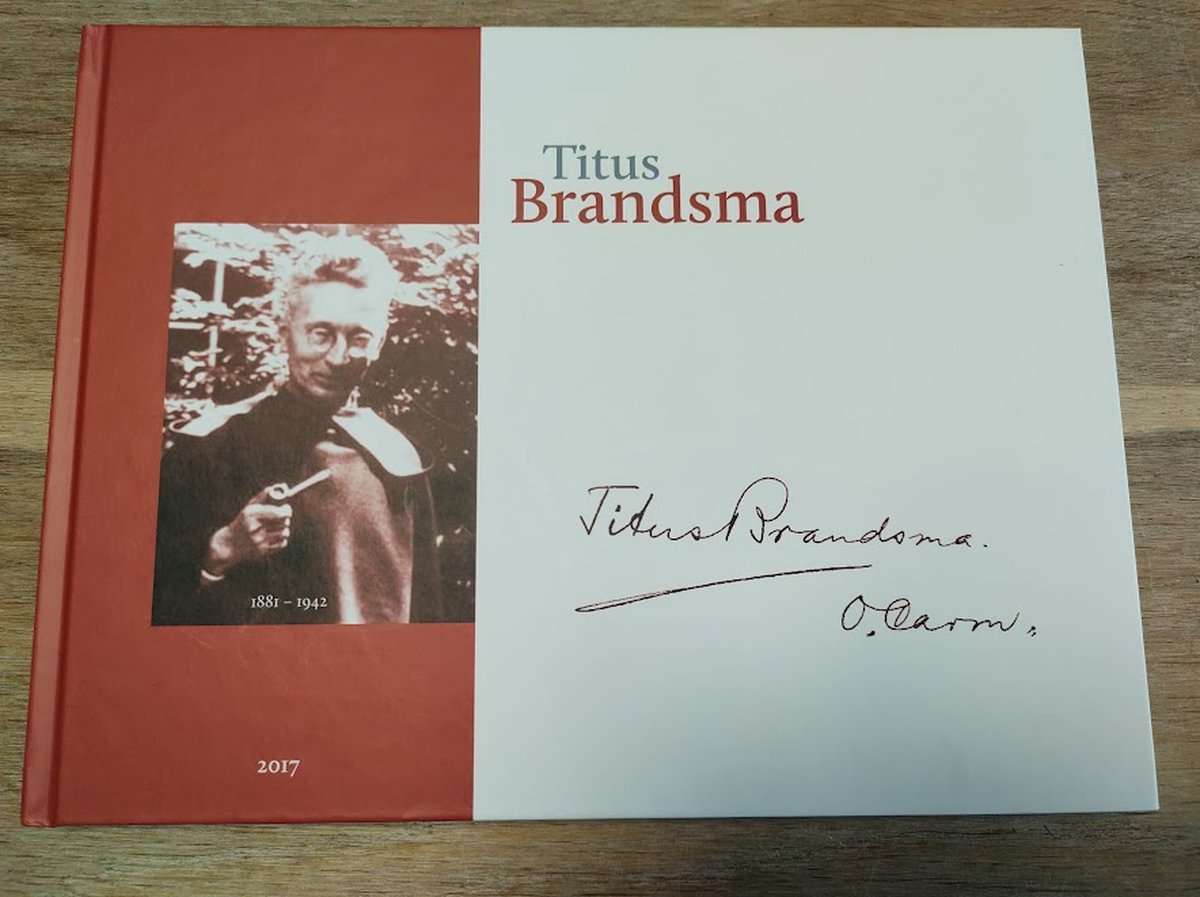 Titus
Brandsma
1881 – 1942
2017
Titus Brandsma.
O. Carm.